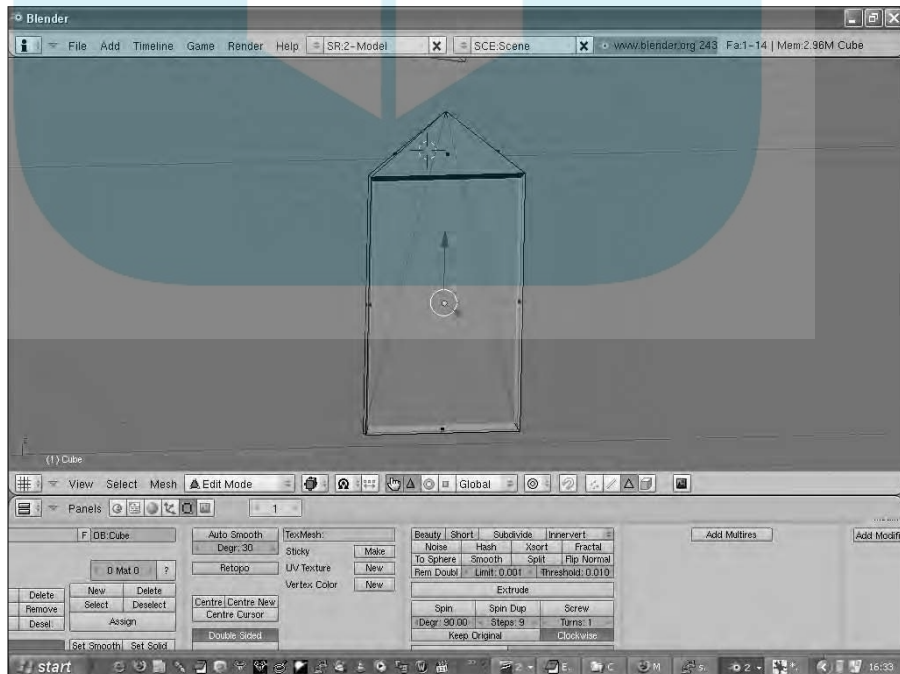 Blender
File Add Timeline Game Render Help SR:2-Model SCE:Scene www.blender.org 243 Fa:1-14 | Mem:2.96M Cube
(1) Cube
View Select Mesh Edit Mode Global
Panels 1
F OB:Cube Auto Smooth TexMesh: Beauty Short Subdivide Innervert Add Multires Add Modifi
Degr: 30 Sticky Make Noise Hash Xsort Fractal
0 Mat 0 ? Retopo UV Texture New To Sphere Smooth Split Flip Normal
Vertex Color New Rem Doubl Limit: 0.001 Threshold: 0.010
Delete New Delete Extrude
Remove Select Deselect Centre Centre New Spin Spin Dup Screw
Desel Assign Centre Cursor Degr: 90.00 Steps: 9 Turns: 1
Double Sided Keep Original Clockwise
Set Smooth Set Solid
start 2 E. C M s. 2 16:33